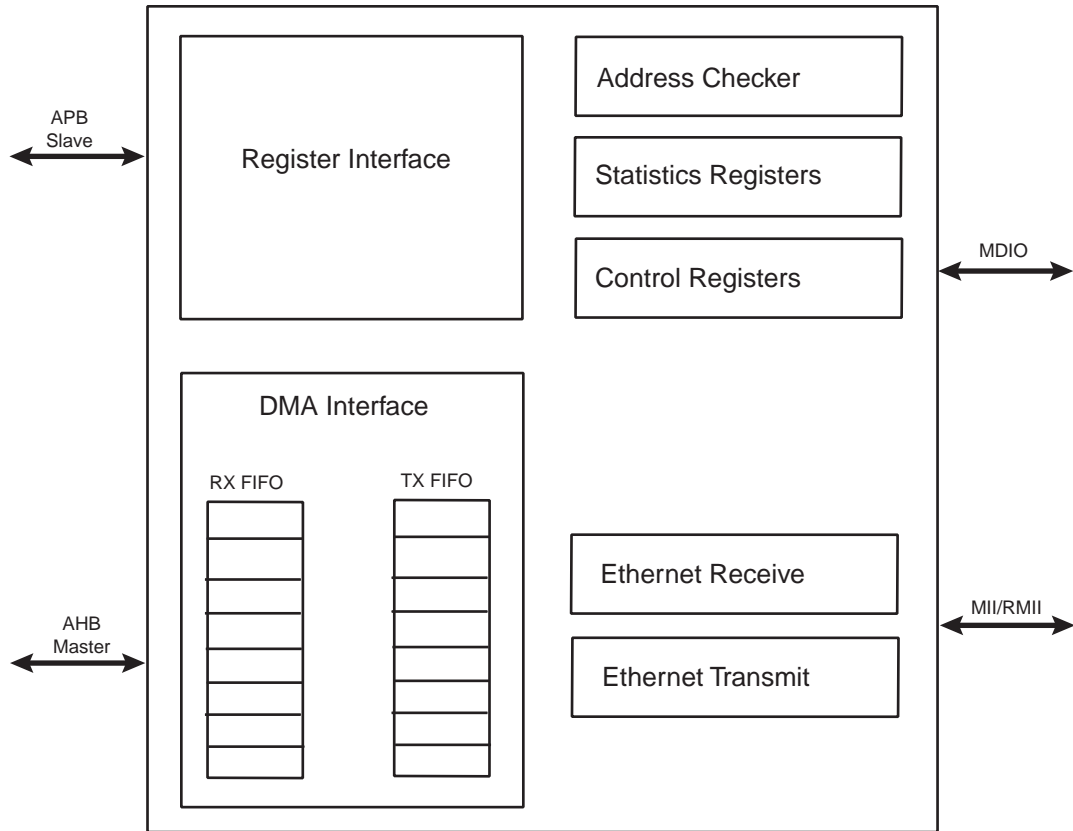 APB
Slave
Register Interface
Address Checker
Statistics Registers
Control Registers
MDIO
DMA Interface
RX FIFO
TX FIFO
AHB
Master
Ethernet Receive
Ethernet Transmit
MII/RMII